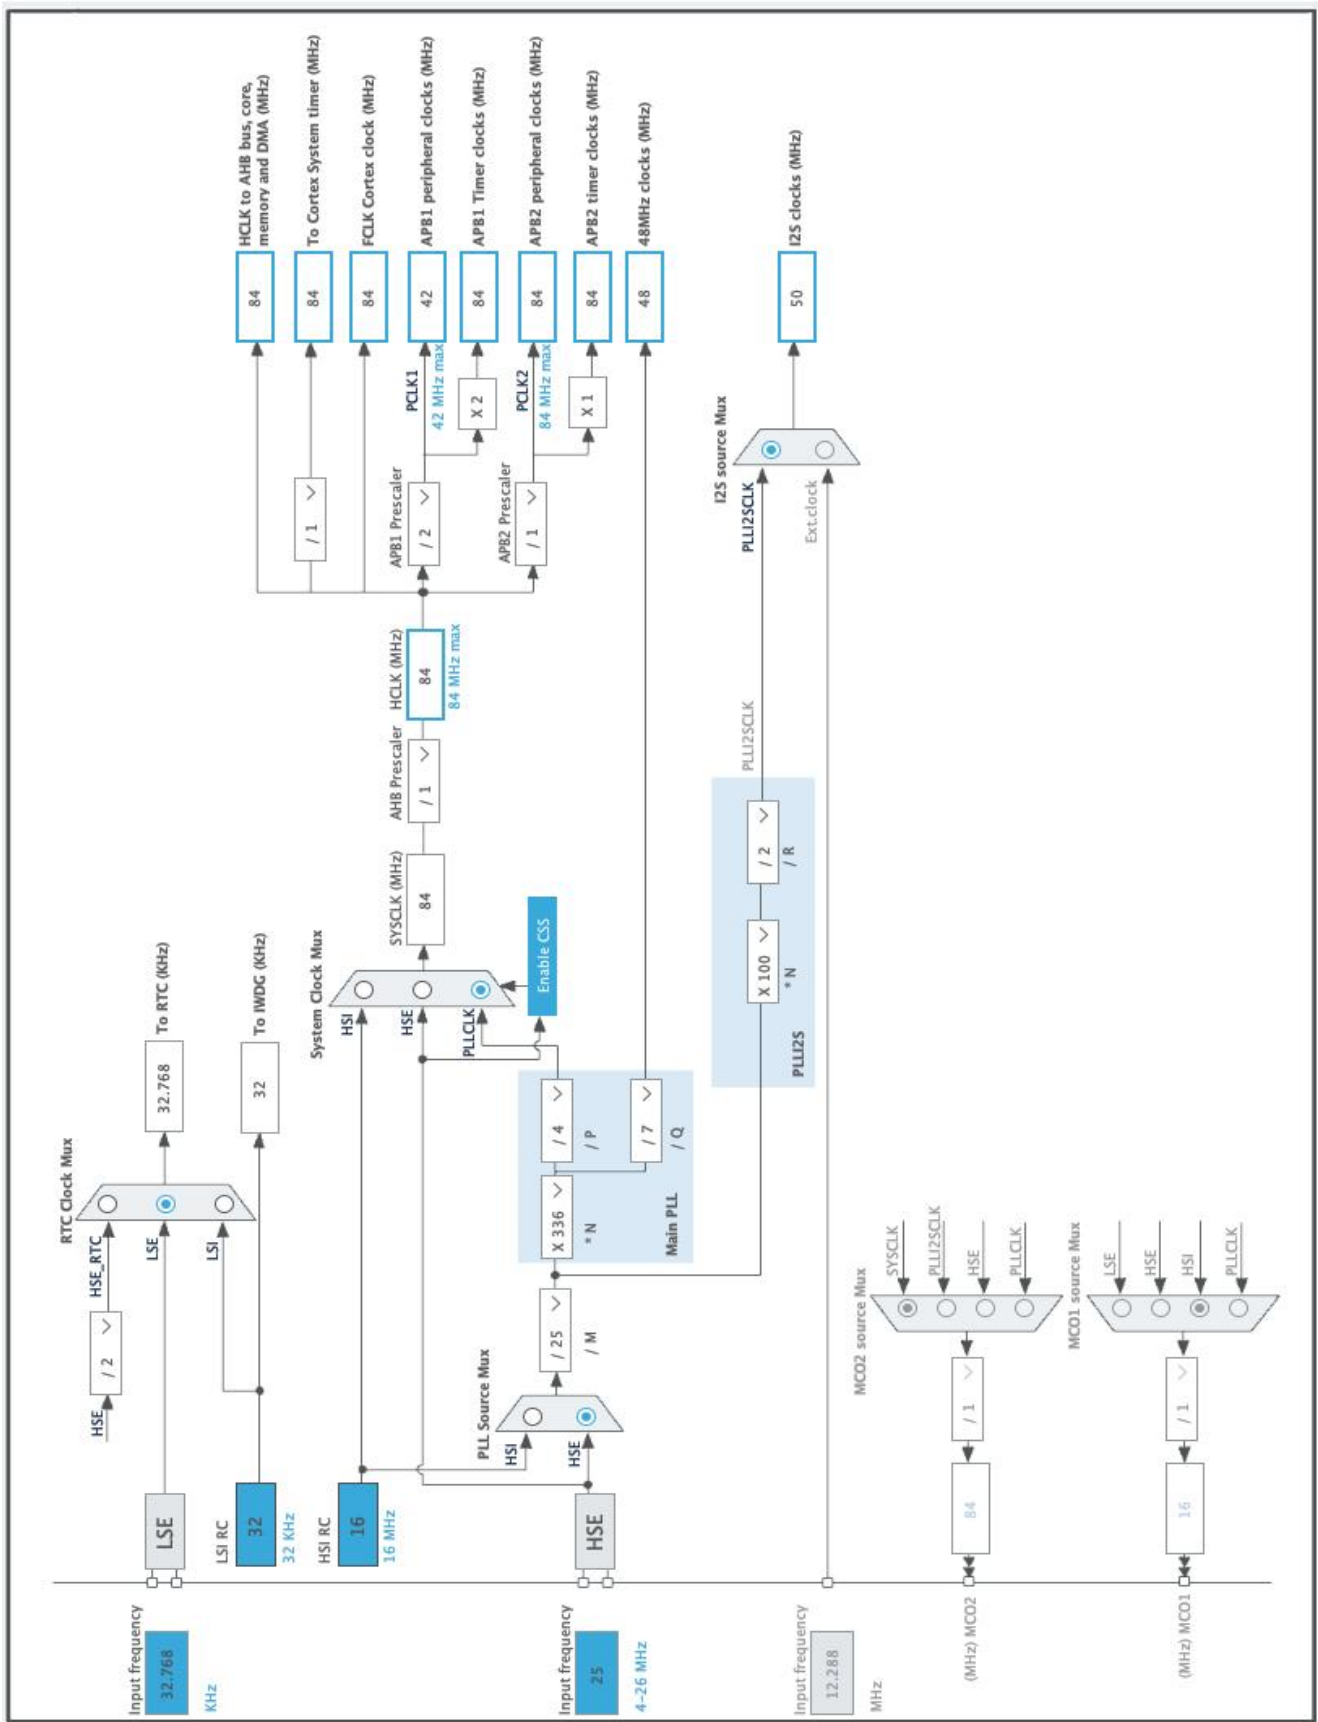 Input frequency
32.768
KHz
LSE
HSE
/ 2
HSE_RTC
LSE
LSI
RTC Clock Mux
32.768
To RTC (KHz)
LSI RC
32
32 KHz
32
To IWDG (KHz)
HSI RC
16
16 MHz
Input frequency
25
4-26 MHz
HSE
PLL Source Mux
HSI
HSE
/ 25
/ M
X 336
* N
/ 4
/ P
/ 7
/ Q
Main PLL
System Clock Mux
HSI
HSE
PLLCLK
Enable CSS
SYSCLK (MHz)
84
AHB Prescaler
/ 1
HCLK (MHz)
84
84 MHz max
/ 1
APB1 Prescaler
/ 2
PCLK1
42 MHz max
X 2
APB2 Prescaler
/ 1
PCLK2
84 MHz max
X 1
84
HCLK to AHB bus, core,
memory and DMA (MHz)
84
To Cortex System timer (MHz)
84
FCLK Cortex clock (MHz)
42
APB1 peripheral clocks (MHz)
84
APB1 Timer clocks (MHz)
84
APB2 peripheral clocks (MHz)
84
APB2 timer clocks (MHz)
48
48MHz clocks (MHz)
PLLI2S
X 100
* N
/ 2
/ R
PLLI2SCLK
PLLI2SCLK
Ext.clock
I2S source Mux
50
I2S clocks (MHz)
Input frequency
12.288
MHz
MCO2 source Mux
SYSCLK
PLLI2SCLK
HSE
PLLCLK
/ 1
84
(MHz) MCO2
MCO1 source Mux
LSE
HSE
HSI
PLLCLK
/ 1
16
(MHz) MCO1